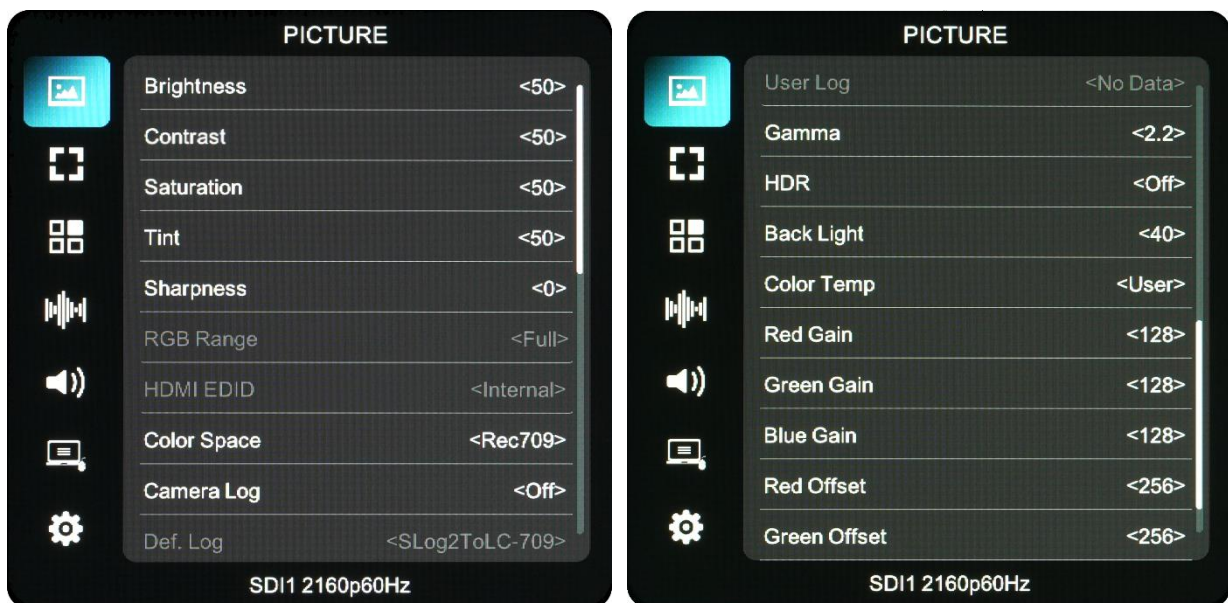 PICTURE
Brightness <50>
Contrast <50>
Saturation <50>
Tint <50>
Sharpness <0>
RGB Range <Full>
HDMI EDID <Internal>
Color Space <Rec709>
Camera Log <Off>
Def. Log <SLog2ToLC-709>
SDI1 2160p60Hz
PICTURE
User Log <No Data>
Gamma <2.2>
HDR <Off>
Back Light <40>
Color Temp <User>
Red Gain <128>
Green Gain <128>
Blue Gain <128>
Red Offset <256>
Green Offset <256>
SDI1 2160p60Hz